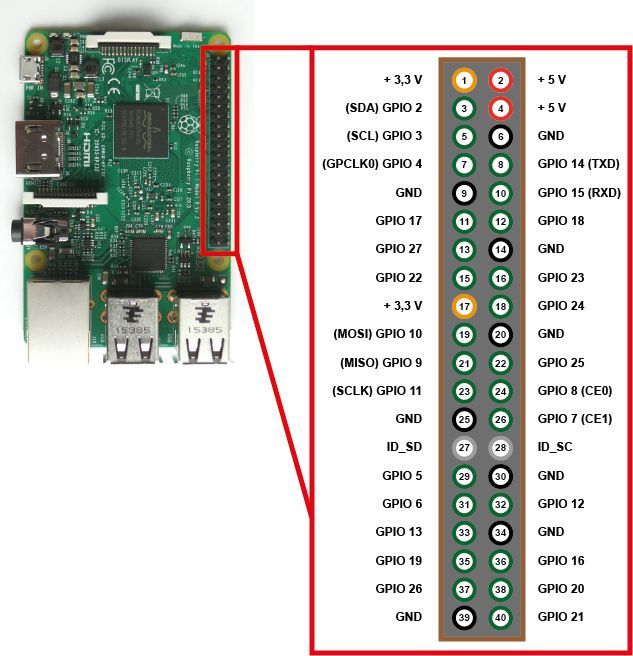 DISPLAY
HDMI
15385
15385
+ 3,3 V 1 2 + 5 V
(SDA) GPIO 2 3 4 + 5 V
(SCL) GPIO 3 5 6 GND
(GPCLK0) GPIO 4 7 8 GPIO 14 (TXD)
GND 9 10 GPIO 15 (RXD)
GPIO 17 11 12 GPIO 18
GPIO 27 13 14 GND
GPIO 22 15 16 GPIO 23
+ 3,3 V 17 18 GPIO 24
(MOSI) GPIO 10 19 20 GND
(MISO) GPIO 9 21 22 GPIO 25
(SCLK) GPIO 11 23 24 GPIO 8 (CE0)
GND 25 26 GPIO 7 (CE1)
ID_SD 27 28 ID_SC
GPIO 5 29 30 GND
GPIO 6 31 32 GPIO 12
GPIO 13 33 34 GND
GPIO 19 35 36 GPIO 16
GPIO 26 37 38 GPIO 20
GND 39 40 GPIO 21